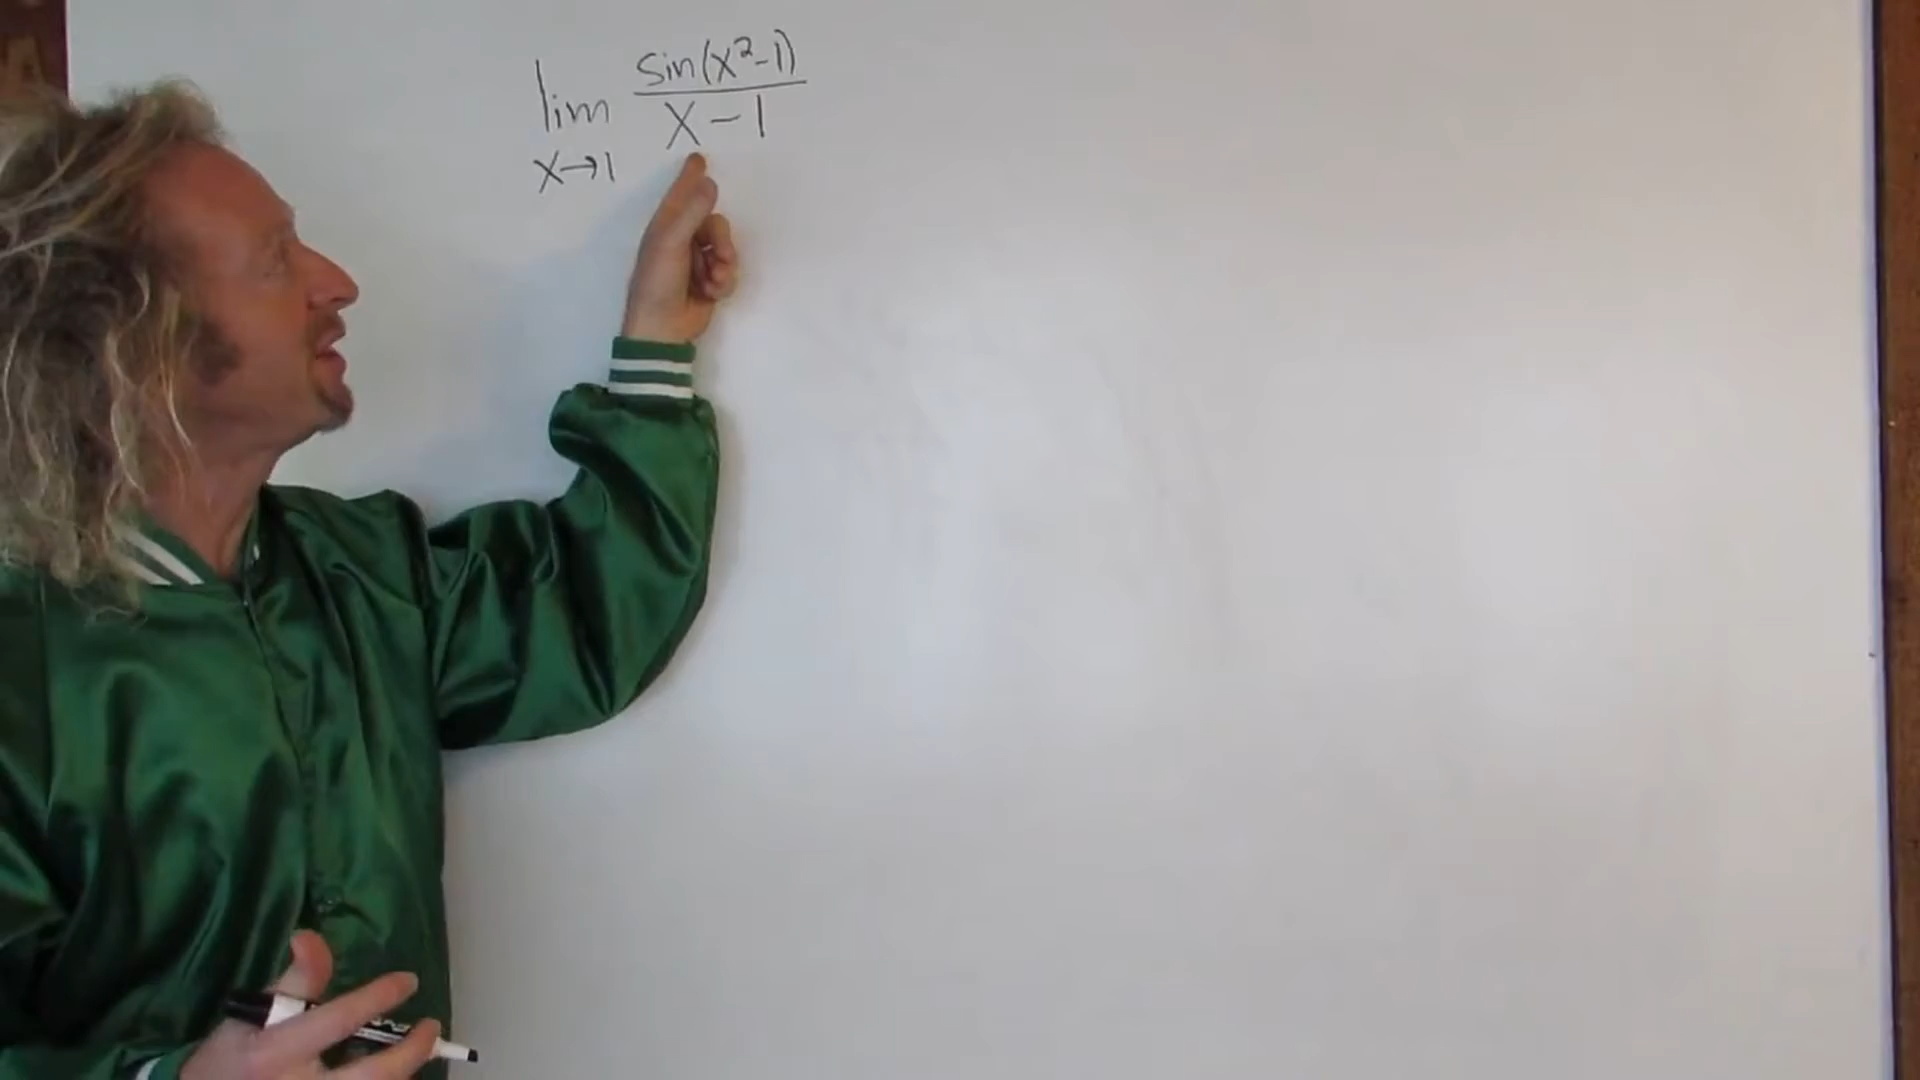 lim sin(x²-1)
x-1
x→1